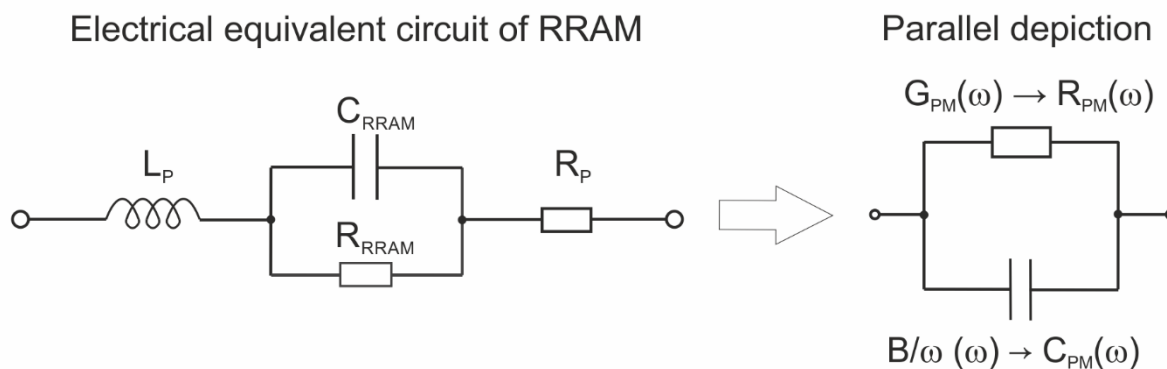 Electrical equivalent circuit of RRAM
Parallel depiction
L_P
C_RRAM
R_RRAM
R_P
G_PM(ω) → R_PM(ω)
B/ω (ω) → C_PM(ω)